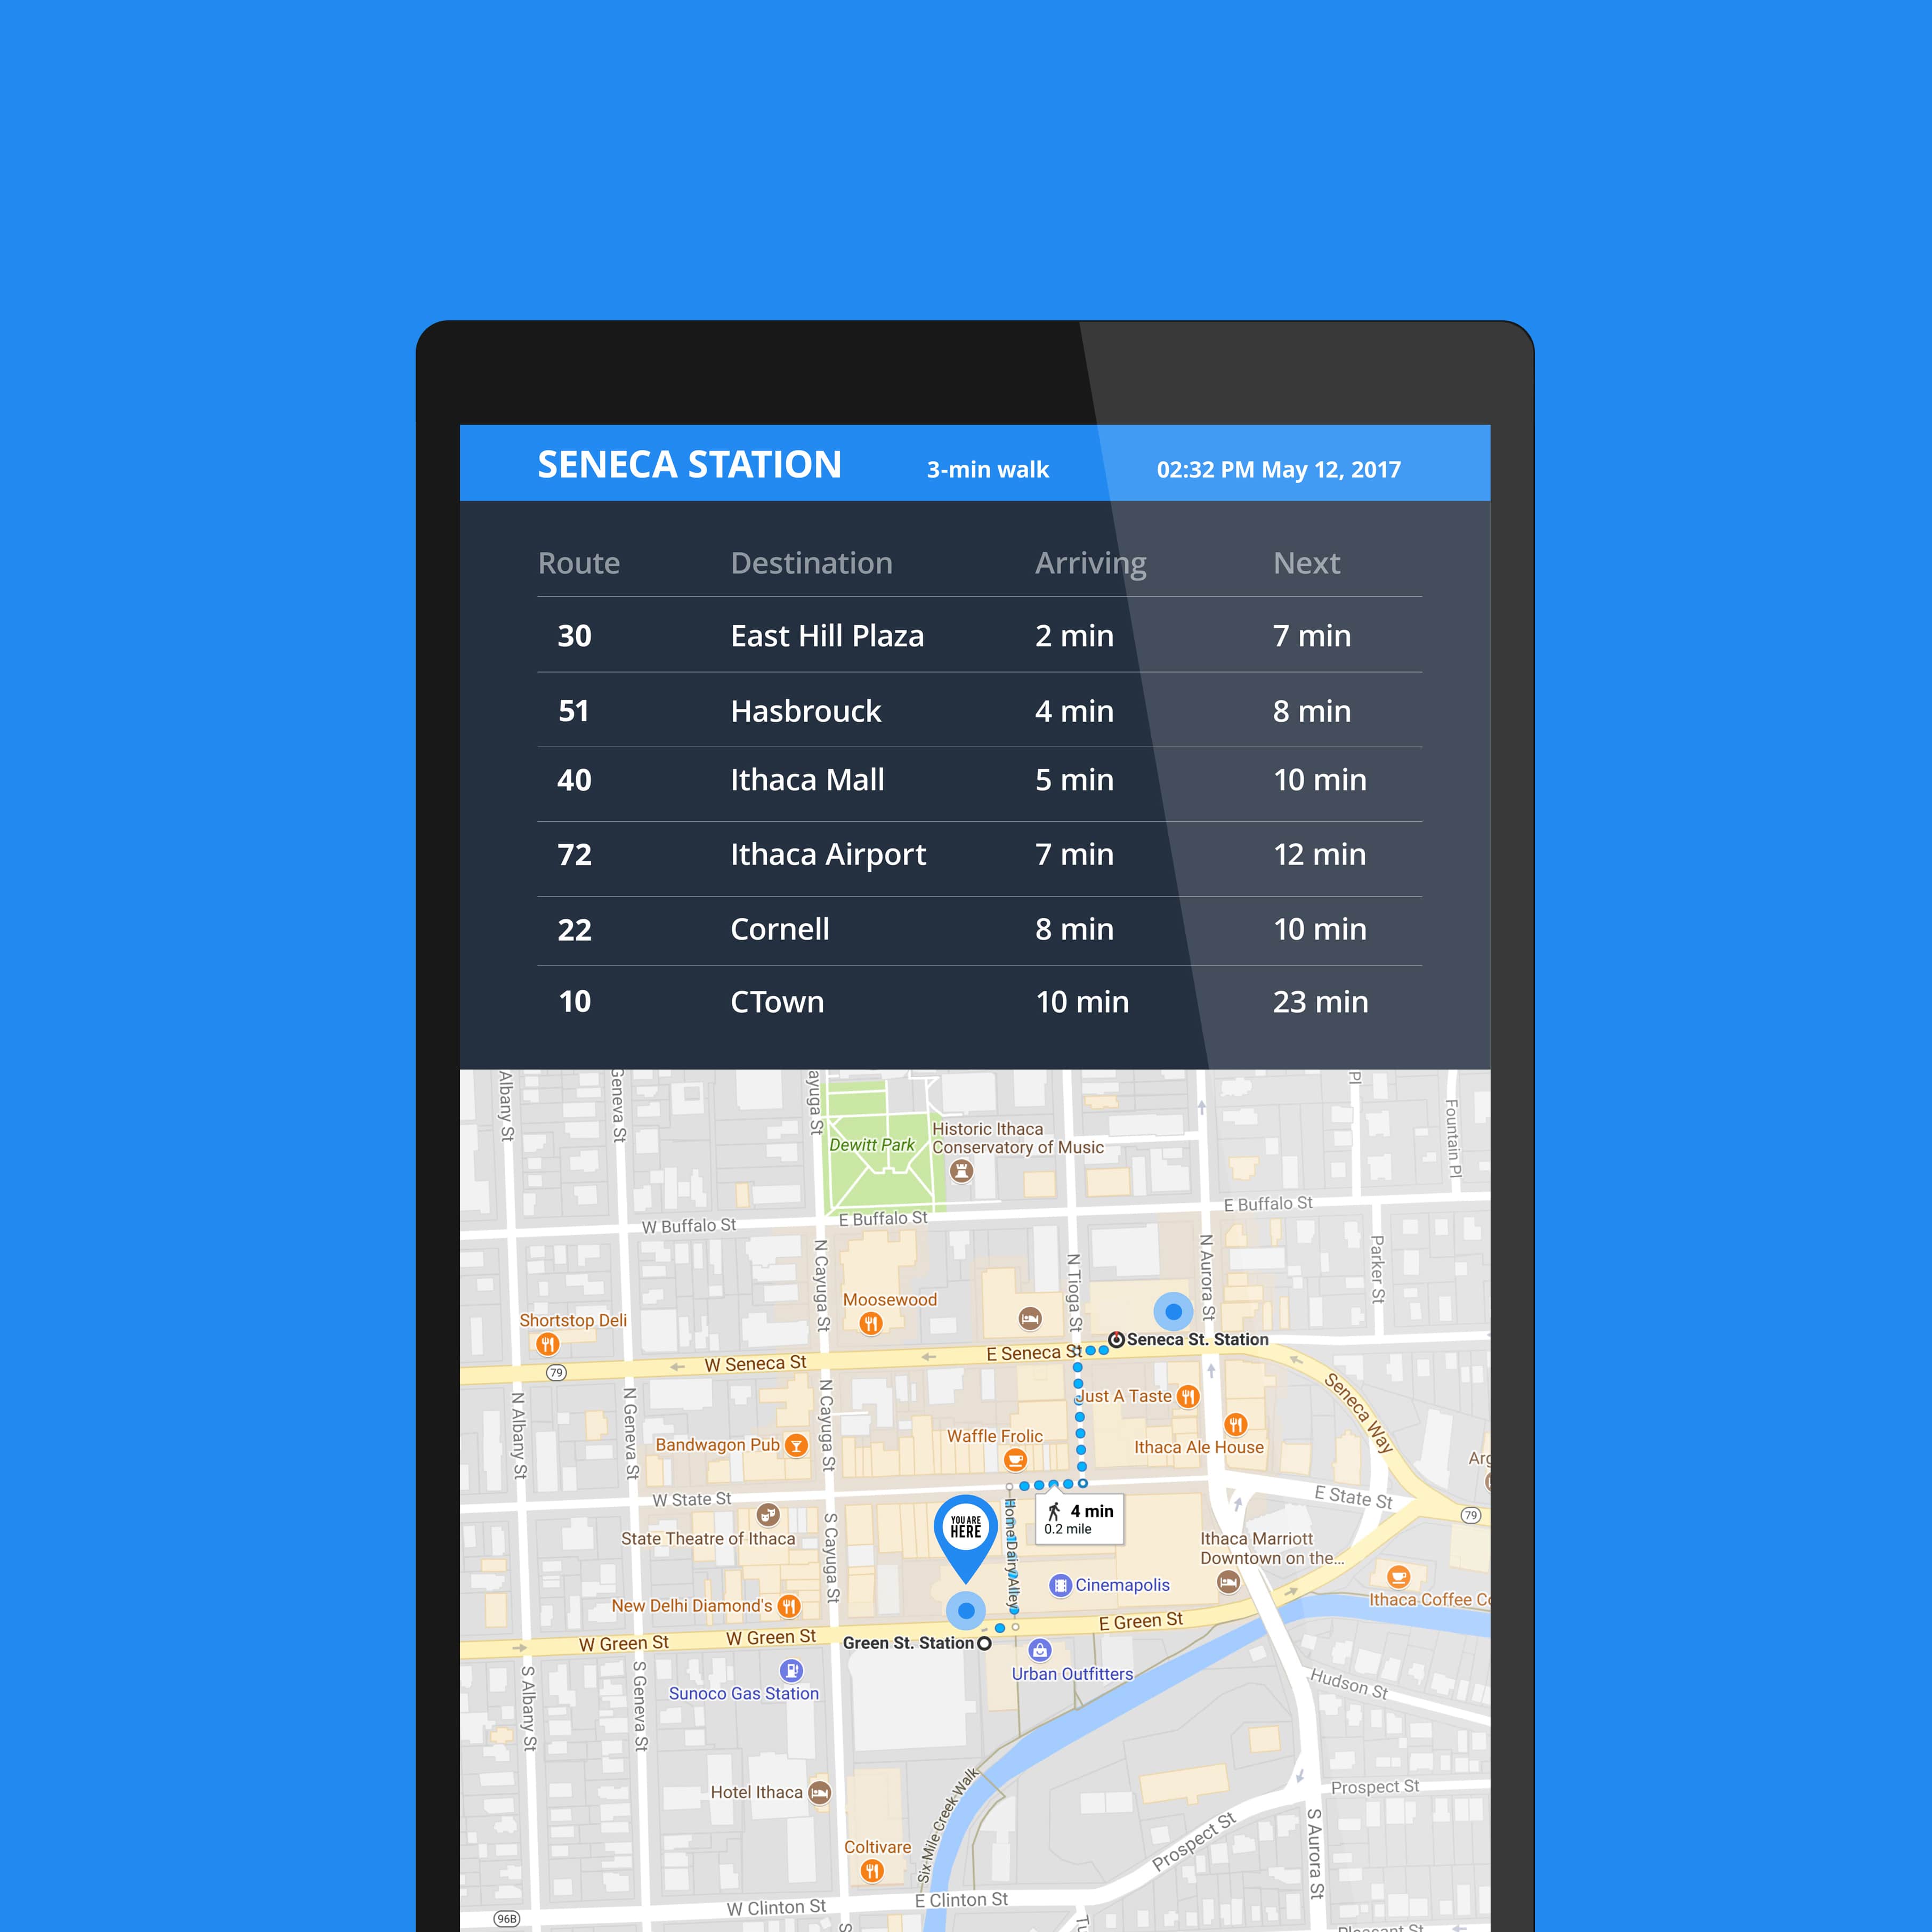 SENECA STATION 3-min walk 02:32 PM May 12, 2017
Route Destination Arriving Next
30 East Hill Plaza 2 min 7 min
51 Hasbrouck 4 min 8 min
40 Ithaca Mall 5 min 10 min
72 Ithaca Airport 7 min 12 min
22 Cornell 8 min 10 min
10 CTown 10 min 23 min
Albany St
Geneva St
ayuga St
Pl
Fountain Pl
Dewitt Park
Historic Ithaca
Conservatory of Music
W Buffalo St
E Buffalo St
E Buffalo St
N Cayuga St
N Tioga St
N Aurora St
Parker St
Moosewood
Shortstop Deli
Seneca St. Station
E Seneca St
W Seneca St
79
Seneca Way
N Albany St
N Geneva St
N Cayuga St
Just A Taste
Waffle Frolic
Bandwagon Pub
Ithaca Ale House
Arg
W State St
E State St
79
4 min
0.2 mile
YOU ARE
HERE
Home Dairy Alley
State Theatre of Ithaca
S Cayuga St
Ithaca Marriott
Downtown on the...
Cinemapolis
Ithaca Coffee Co
New Delhi Diamond's
E Green St
W Green St
W Green St
Green St. Station
Urban Outfitters
Sunoco Gas Station
S Albany St
S Geneva St
Hudson St
Hotel Ithaca
Six Mile Creek Walk
Prospect St
Prospect St
S Aurora St
Coltivare
W Clinton St
E Clinton St
96B
S
Tu
Pleasant St